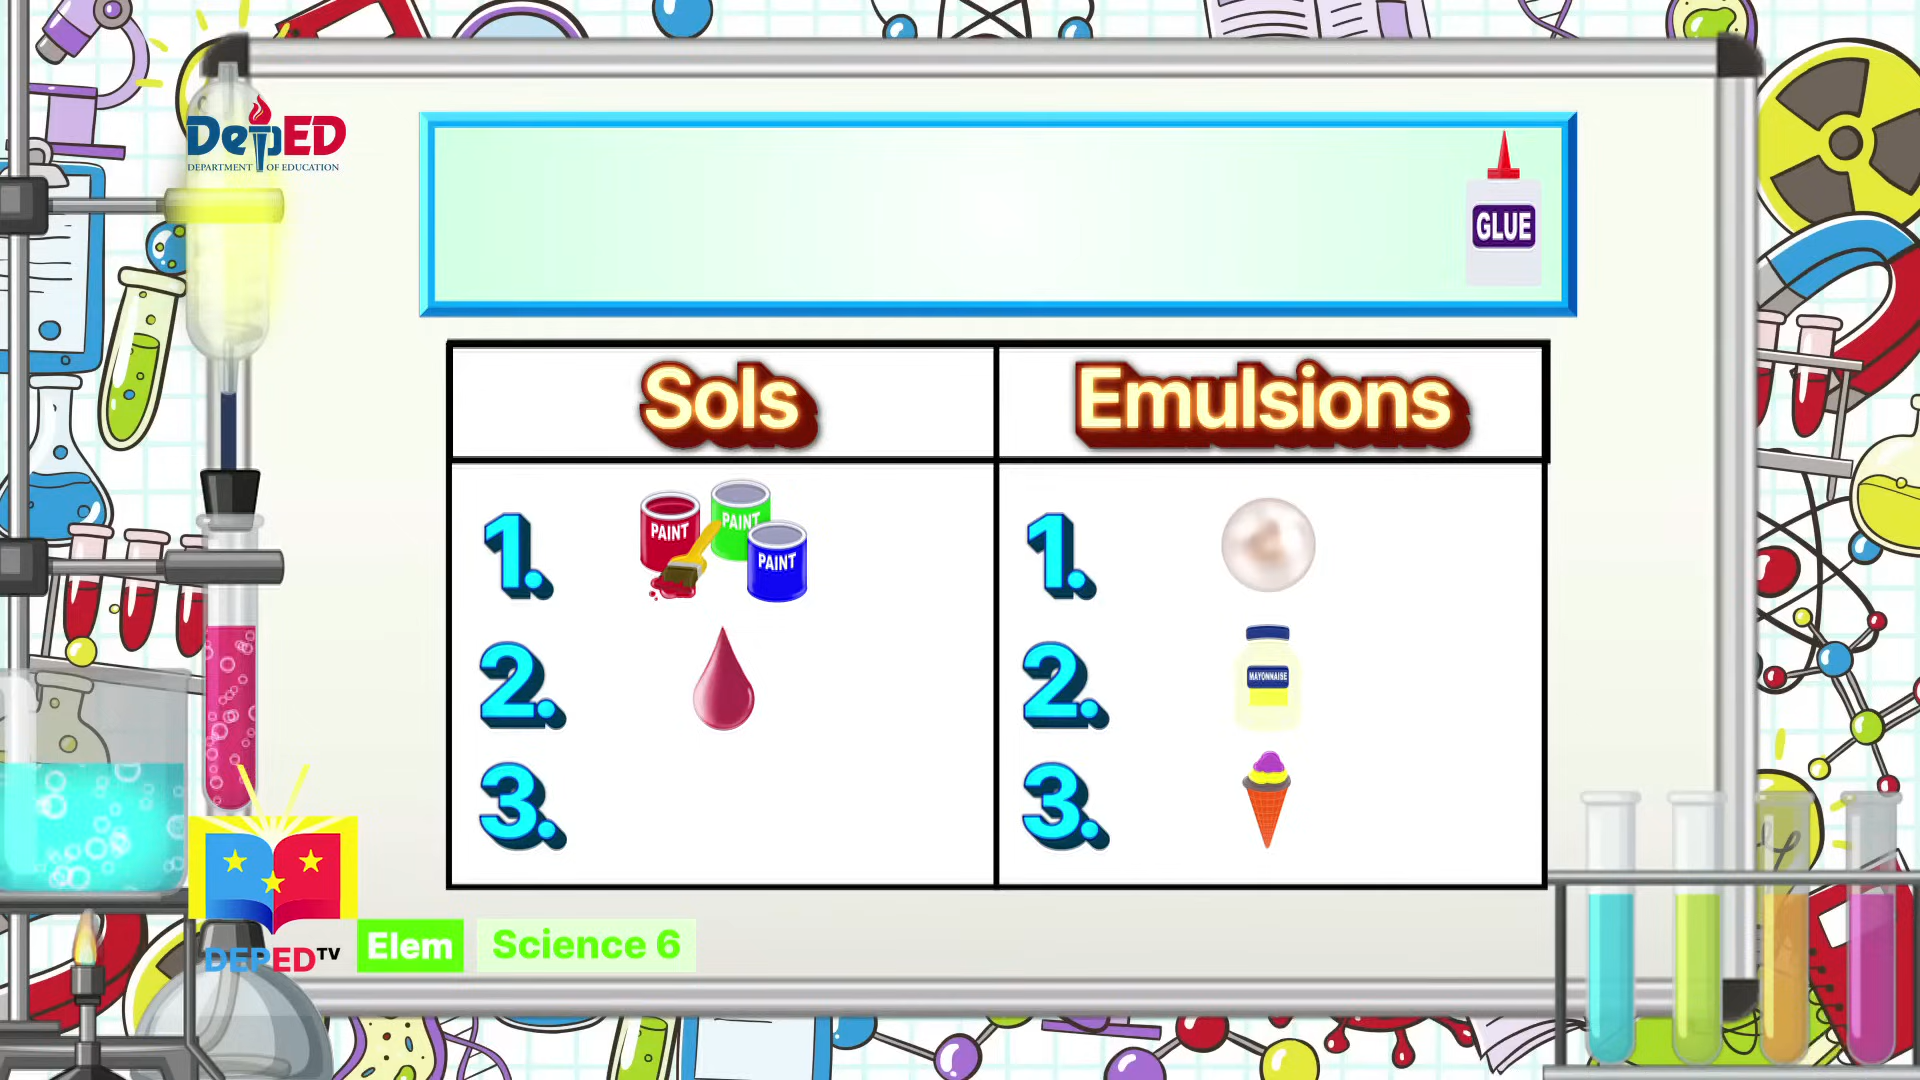 DepED
DEPARTMENT OF EDUCATION
GLUE
Sols
Emulsions
1.
PAINT
PAINT
PAINT
1.
2.
2.
MAYONNAISE
3.
3.
DEPED TV
Elem
Science 6